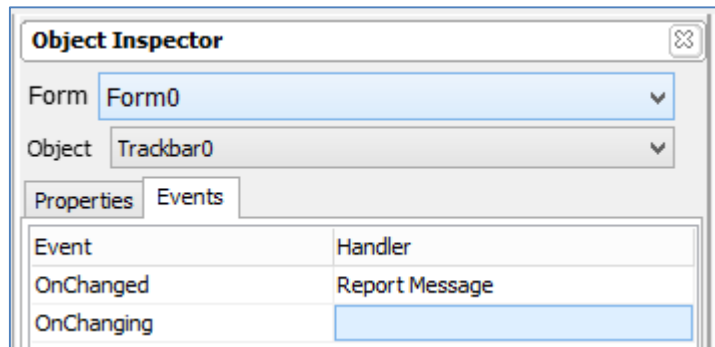 Object Inspector
Form Form0
Object Trackbar0
Properties Events
Event Handler
OnChanged Report Message
OnChanging